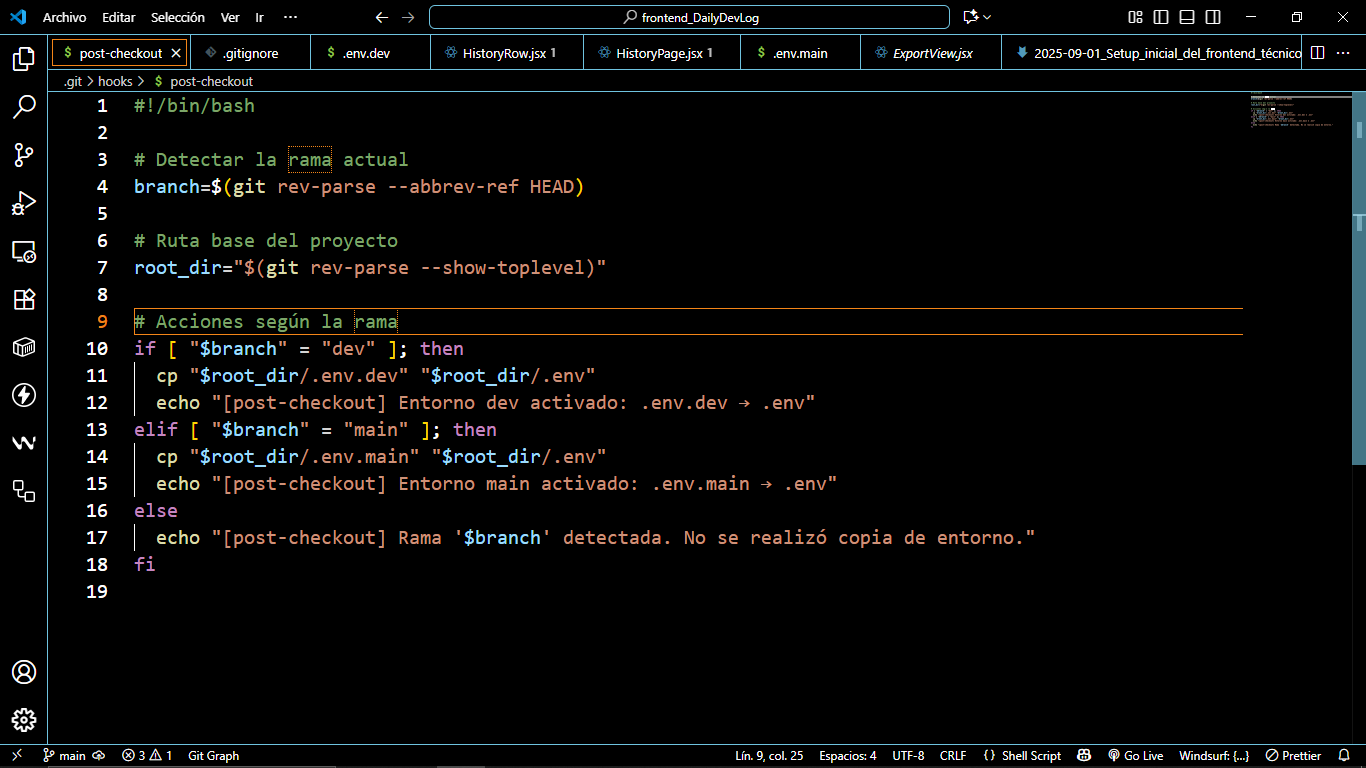 Archivo Editar Selección Ver Ir ··· frontend_DailyDevLog
post-checkout .gitignore .env.dev HistoryRow.jsx 1 HistoryPage.jsx 1 .env.main ExportView.jsx 2025-09-01_Setup_inicial_del_frontend_técnico
.git > hooks > $ post-checkout
1 #!/bin/bash
2
3 # Detectar la rama actual
4 branch=$(git rev-parse --abbrev-ref HEAD)
5
6 # Ruta base del proyecto
7 root_dir="$(git rev-parse --show-toplevel)"
8
9 # Acciones según la rama
10 if [ "$branch" = "dev" ]; then
11 cp "$root_dir/.env.dev" "$root_dir/.env"
12 echo "[post-checkout] Entorno dev activado: .env.dev → .env"
13 elif [ "$branch" = "main" ]; then
14 cp "$root_dir/.env.main" "$root_dir/.env"
15 echo "[post-checkout] Entorno main activado: .env.main → .env"
16 else
17 echo "[post-checkout] Rama '$branch' detectada. No se realizó copia de entorno."
18 fi
19
main 3 1 Git Graph Lín. 9, col. 25 Espacios: 4 UTF-8 CRLF {} Shell Script Go Live Windsurf: {...} Prettier